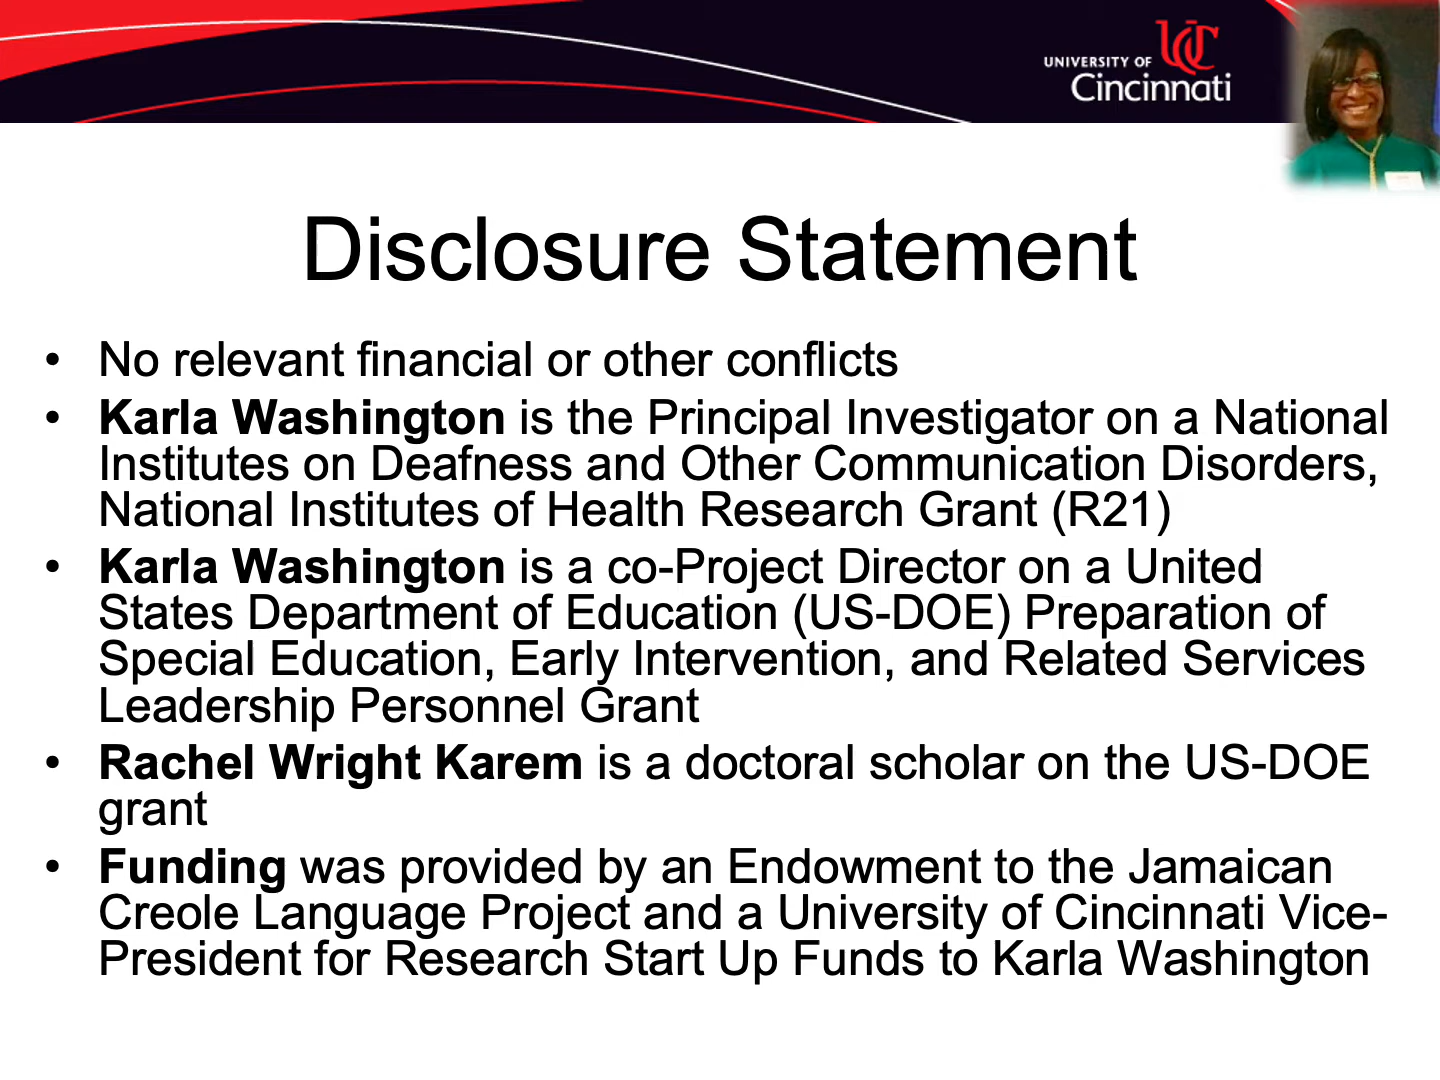 UC
UNIVERSITY OF
Cincinnati
Disclosure Statement
• No relevant financial or other conflicts
• Karla Washington is the Principal Investigator on a National
Institutes on Deafness and Other Communication Disorders,
National Institutes of Health Research Grant (R21)
• Karla Washington is a co-Project Director on a United
States Department of Education (US-DOE) Preparation of
Special Education, Early Intervention, and Related Services
Leadership Personnel Grant
• Rachel Wright Karem is a doctoral scholar on the US-DOE
grant
• Funding was provided by an Endowment to the Jamaican
Creole Language Project and a University of Cincinnati Vice-
President for Research Start Up Funds to Karla Washington